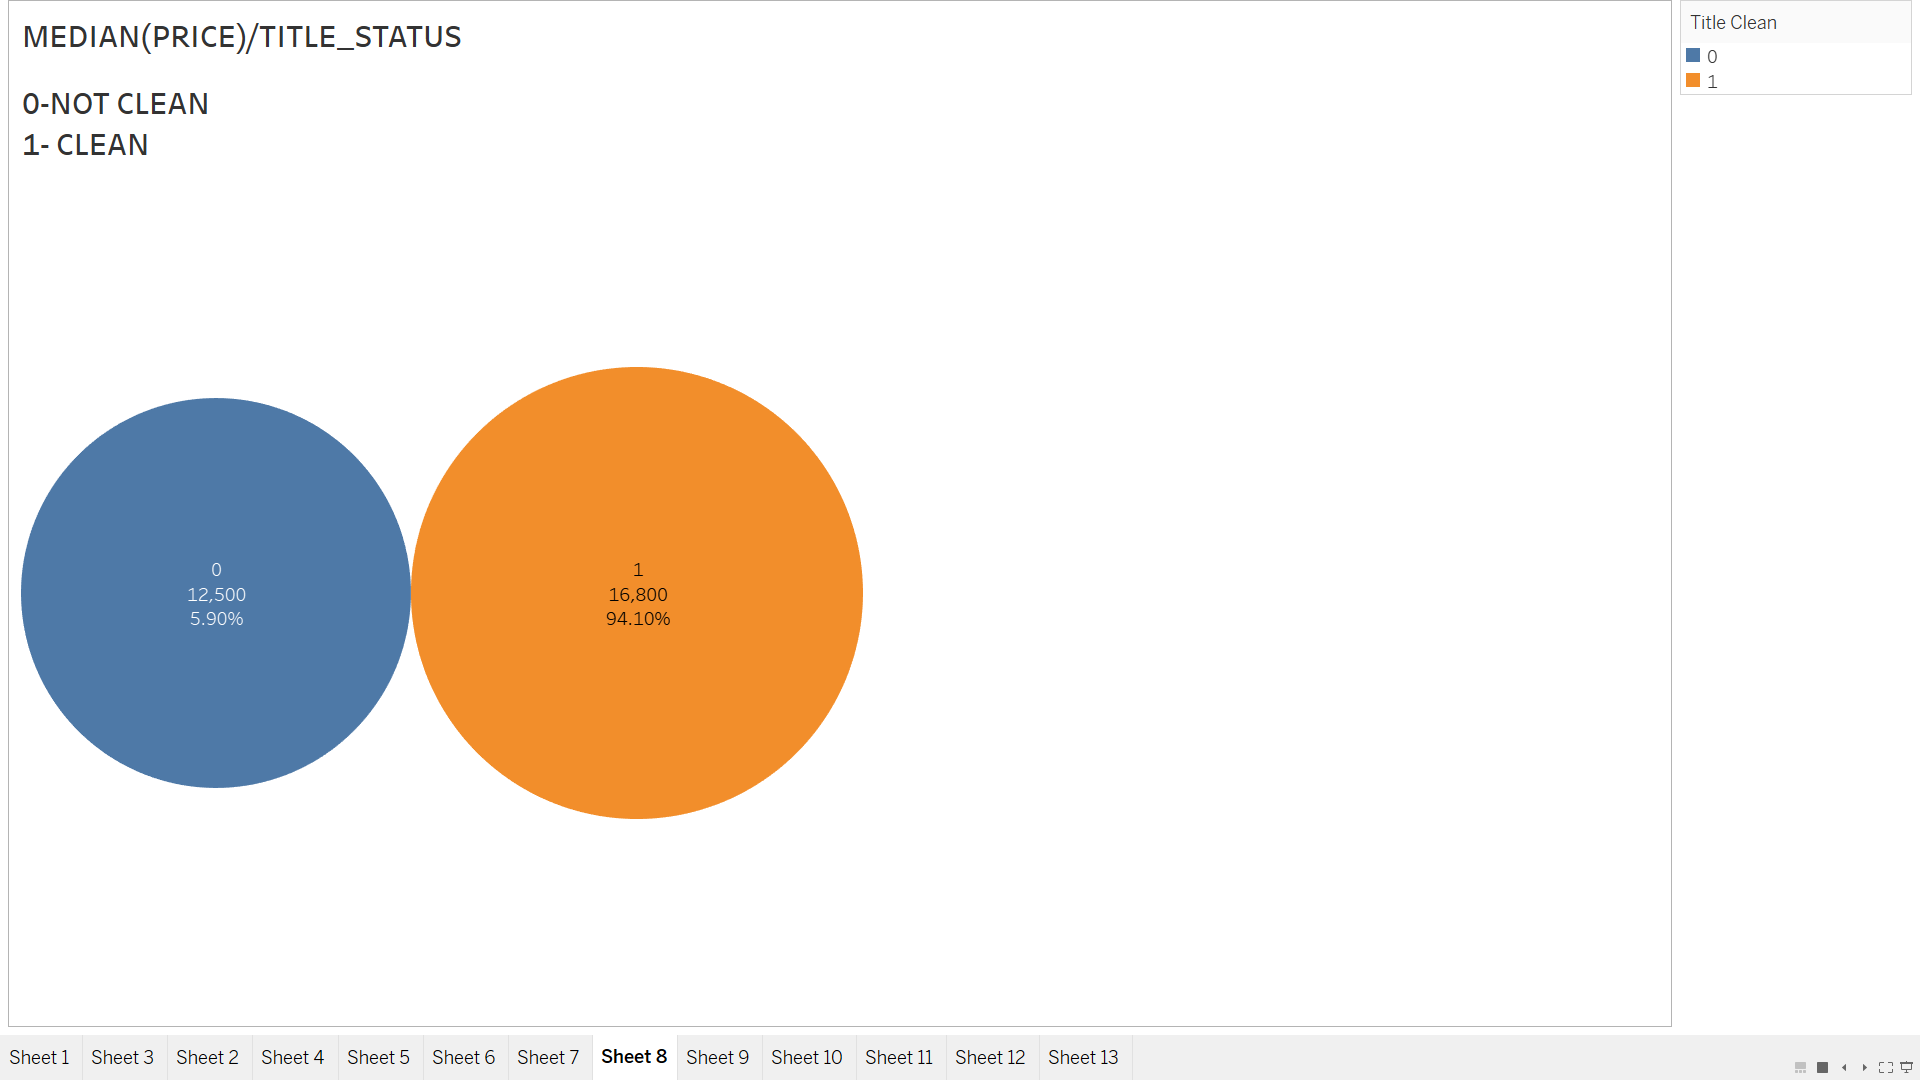 MEDIAN(PRICE)/TITLE_STATUS
0-NOT CLEAN
1- CLEAN
0
12,500
5.90%
1
16,800
94.10%
Title Clean
0
1
Sheet 1 Sheet 3 Sheet 2 Sheet 4 Sheet 5 Sheet 6 Sheet 7 Sheet 8 Sheet 9 Sheet 10 Sheet 11 Sheet 12 Sheet 13